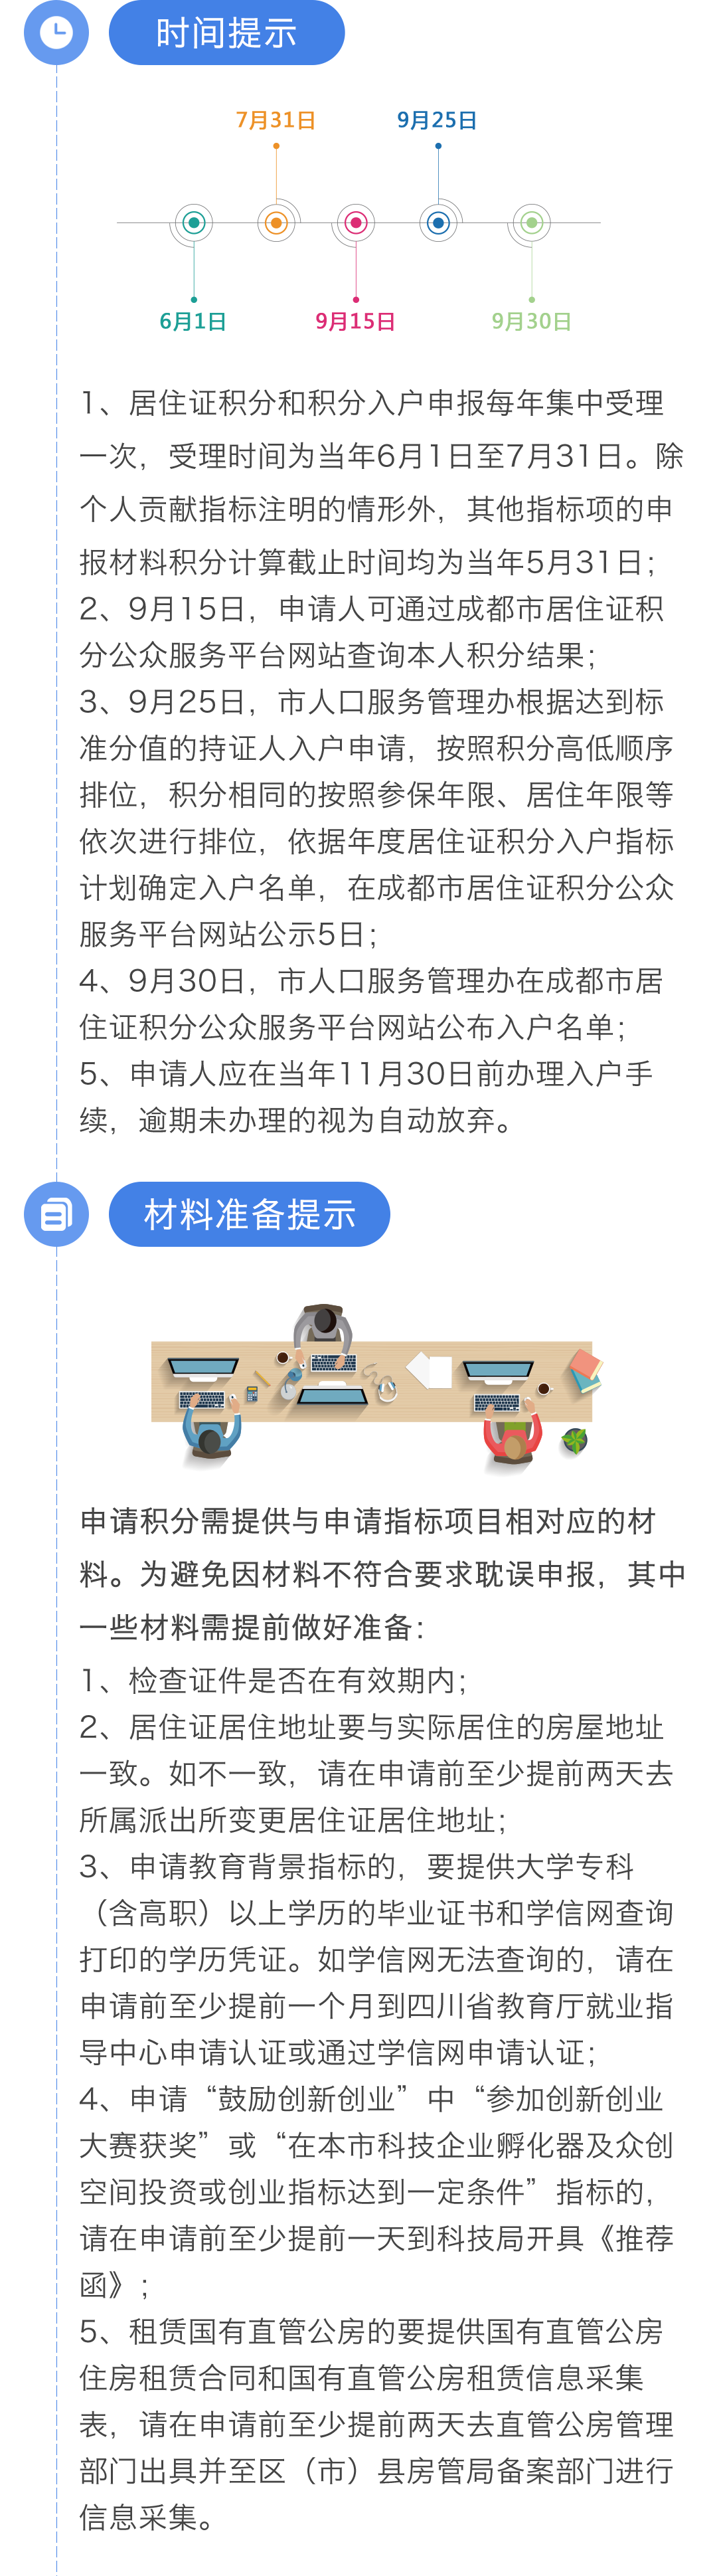 时间提示
7月31日
9月25日
6月1日
9月15日
9月30日
1、居住证积分和积分入户申报每年集中受理
一次，受理时间为当年6月1日至7月31日。除
个人贡献指标注明的情形外，其他指标项的申
报材料积分计算截止时间均为当年5月31日；
2、9月15日，申请人可通过成都市居住证积
分公众服务平台网站查询本人积分结果；
3、9月25日，市人口服务管理办根据达到标
准分值的持证人入户申请，按照积分高低顺序
排位，积分相同的按照参保年限、居住年限等
依次进行排位，依据年度居住证积分入户指标
计划确定入户名单，在成都市居住证积分公众
服务平台网站公示5日；
4、9月30日，市人口服务管理办在成都市居
住证积分公众服务平台网站公布入户名单；
5、申请人应在当年11月30日前办理入户手
续，逾期未办理的视为自动放弃。
材料准备提示
申请积分需提供与申请指标项目相对应的材
料。为避免因材料不符合要求耽误申报，其中
一些材料需提前做好准备：
1、检查证件是否在有效期内；
2、居住证居住地址要与实际居住的房屋地址
一致。如不一致，请在申请前至少提前两天去
所属派出所变更居住证居住地址；
3、申请教育背景指标的，要提供大学专科
（含高职）以上学历的毕业证书和学信网查询
打印的学历凭证。如学信网无法查询的，请在
申请前至少提前一个月到四川省教育厅就业指
导中心申请认证或通过学信网申请认证；
4、申请“鼓励创新创业”中“参加创新创业
大赛获奖”或“在本市科技企业孵化器及众创
空间投资或创业指标达到一定条件”指标的，
请在申请前至少提前一天到科技局开具《推荐
函》；
5、租赁国有直管公房的要提供国有直管公房
住房租赁合同和国有直管公房租赁信息采集
表，请在申请前至少提前两天去直管公房管理
部门出具并至区（市）县房管局备案部门进行
信息采集。